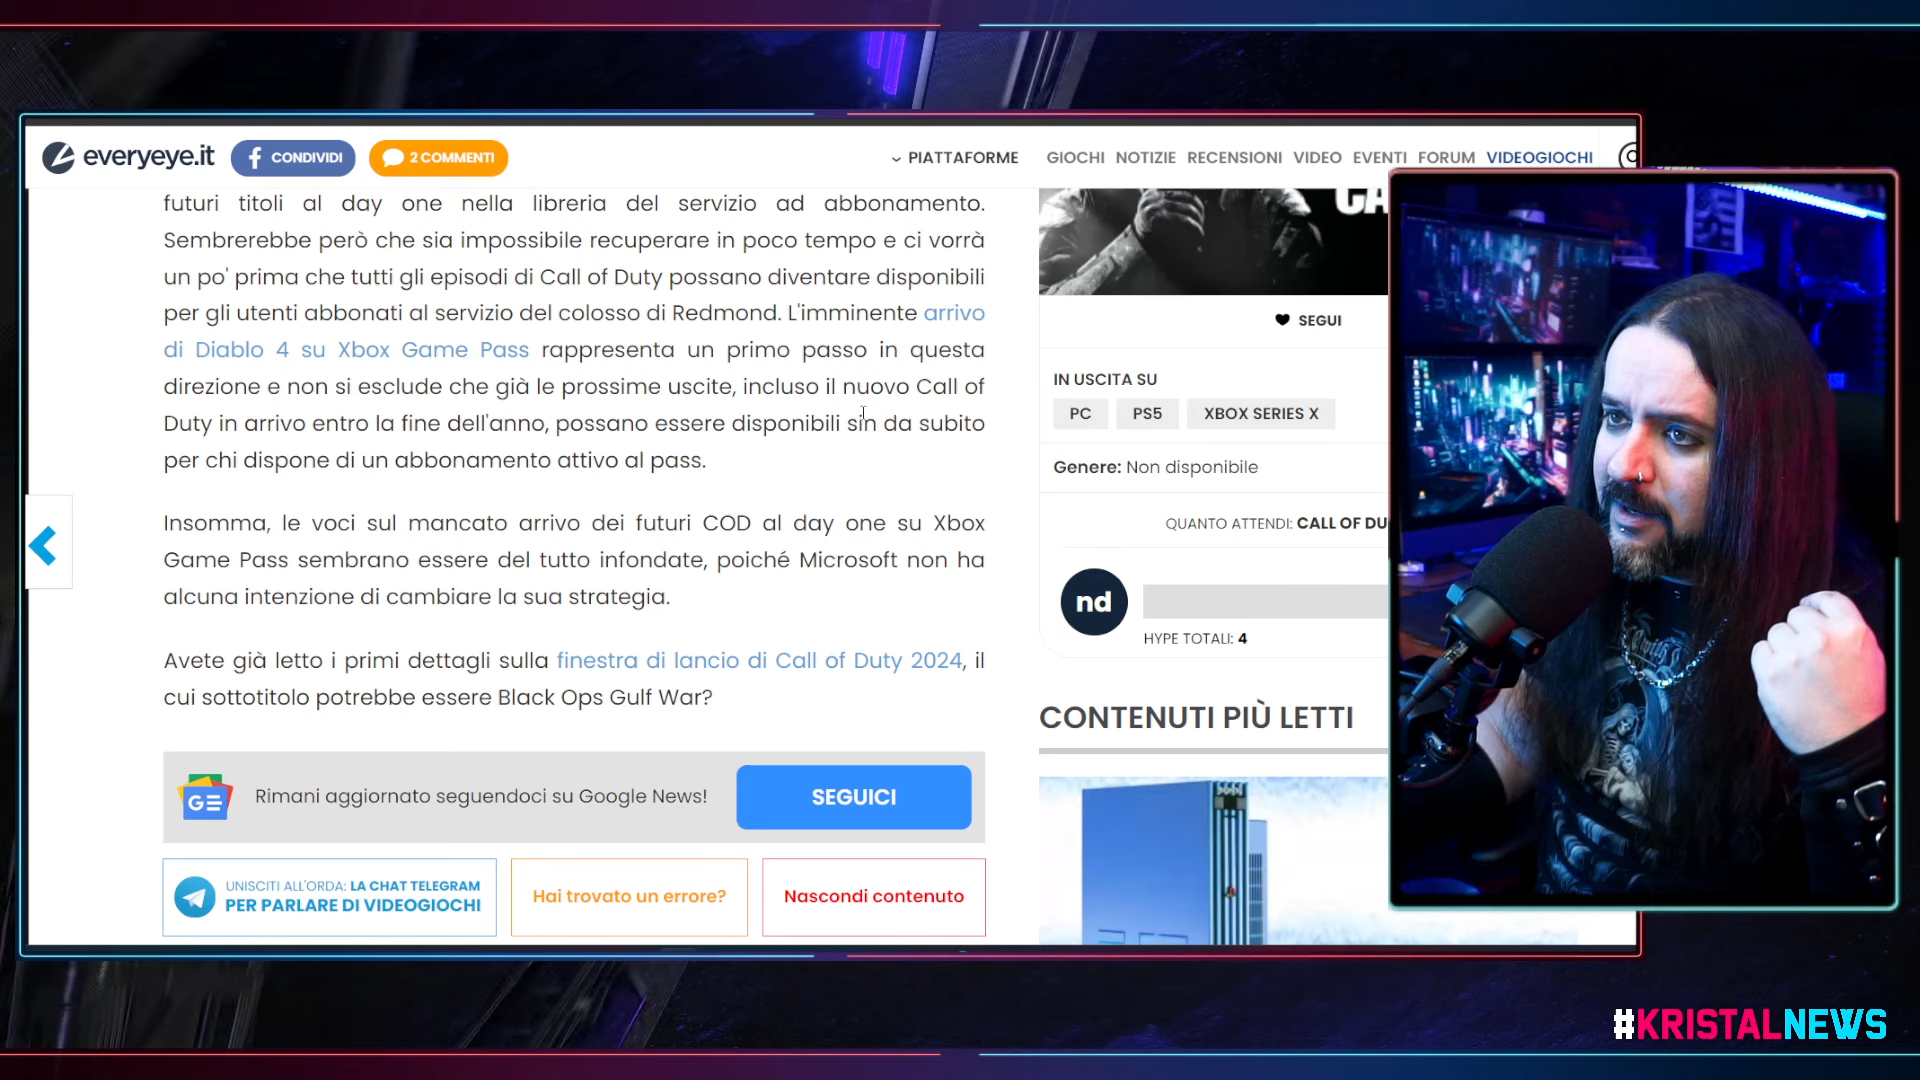 everyeye.it
CONDIVIDI
2 COMMENTI
PIATTAFORME
GIOCHI NOTIZIE RECENSIONI VIDEO EVENTI FORUM VIDEOGIOCHI
futuri titoli al day one nella libreria del servizio ad abbonamento.
Sembrerebbe però che sia impossibile recuperare in poco tempo e ci vorrà
un po' prima che tutti gli episodi di Call of Duty possano diventare disponibili
per gli utenti abbonati al servizio del colosso di Redmond. L'imminente arrivo
di Diablo 4 su Xbox Game Pass rappresenta un primo passo in questa
direzione e non si esclude che già le prossime uscite, incluso il nuovo Call of
Duty in arrivo entro la fine dell'anno, possano essere disponibili sin da subito
per chi dispone di un abbonamento attivo al pass.
Insomma, le voci sul mancato arrivo dei futuri COD al day one su Xbox
Game Pass sembrano essere del tutto infondate, poiché Microsoft non ha
alcuna intenzione di cambiare la sua strategia.
Avete già letto i primi dettagli sulla finestra di lancio di Call of Duty 2024, il
cui sottotitolo potrebbe essere Black Ops Gulf War?
GE
Rimani aggiornato seguendoci su Google News!
SEGUICI
UNISCITI ALL'ORDA: LA CHAT TELEGRAM
PER PARLARE DI VIDEOGIOCHI
Hai trovato un errore?
Nascondi contenuto
CA
SEGUI
IN USCITA SU
PC
PS5
XBOX SERIES X
Genere: Non disponibile
QUANTO ATTENDI: CALL OF DU
nd
HYPE TOTALI: 4
CONTENUTI PIÙ LETTI
#KRISTALNEWS